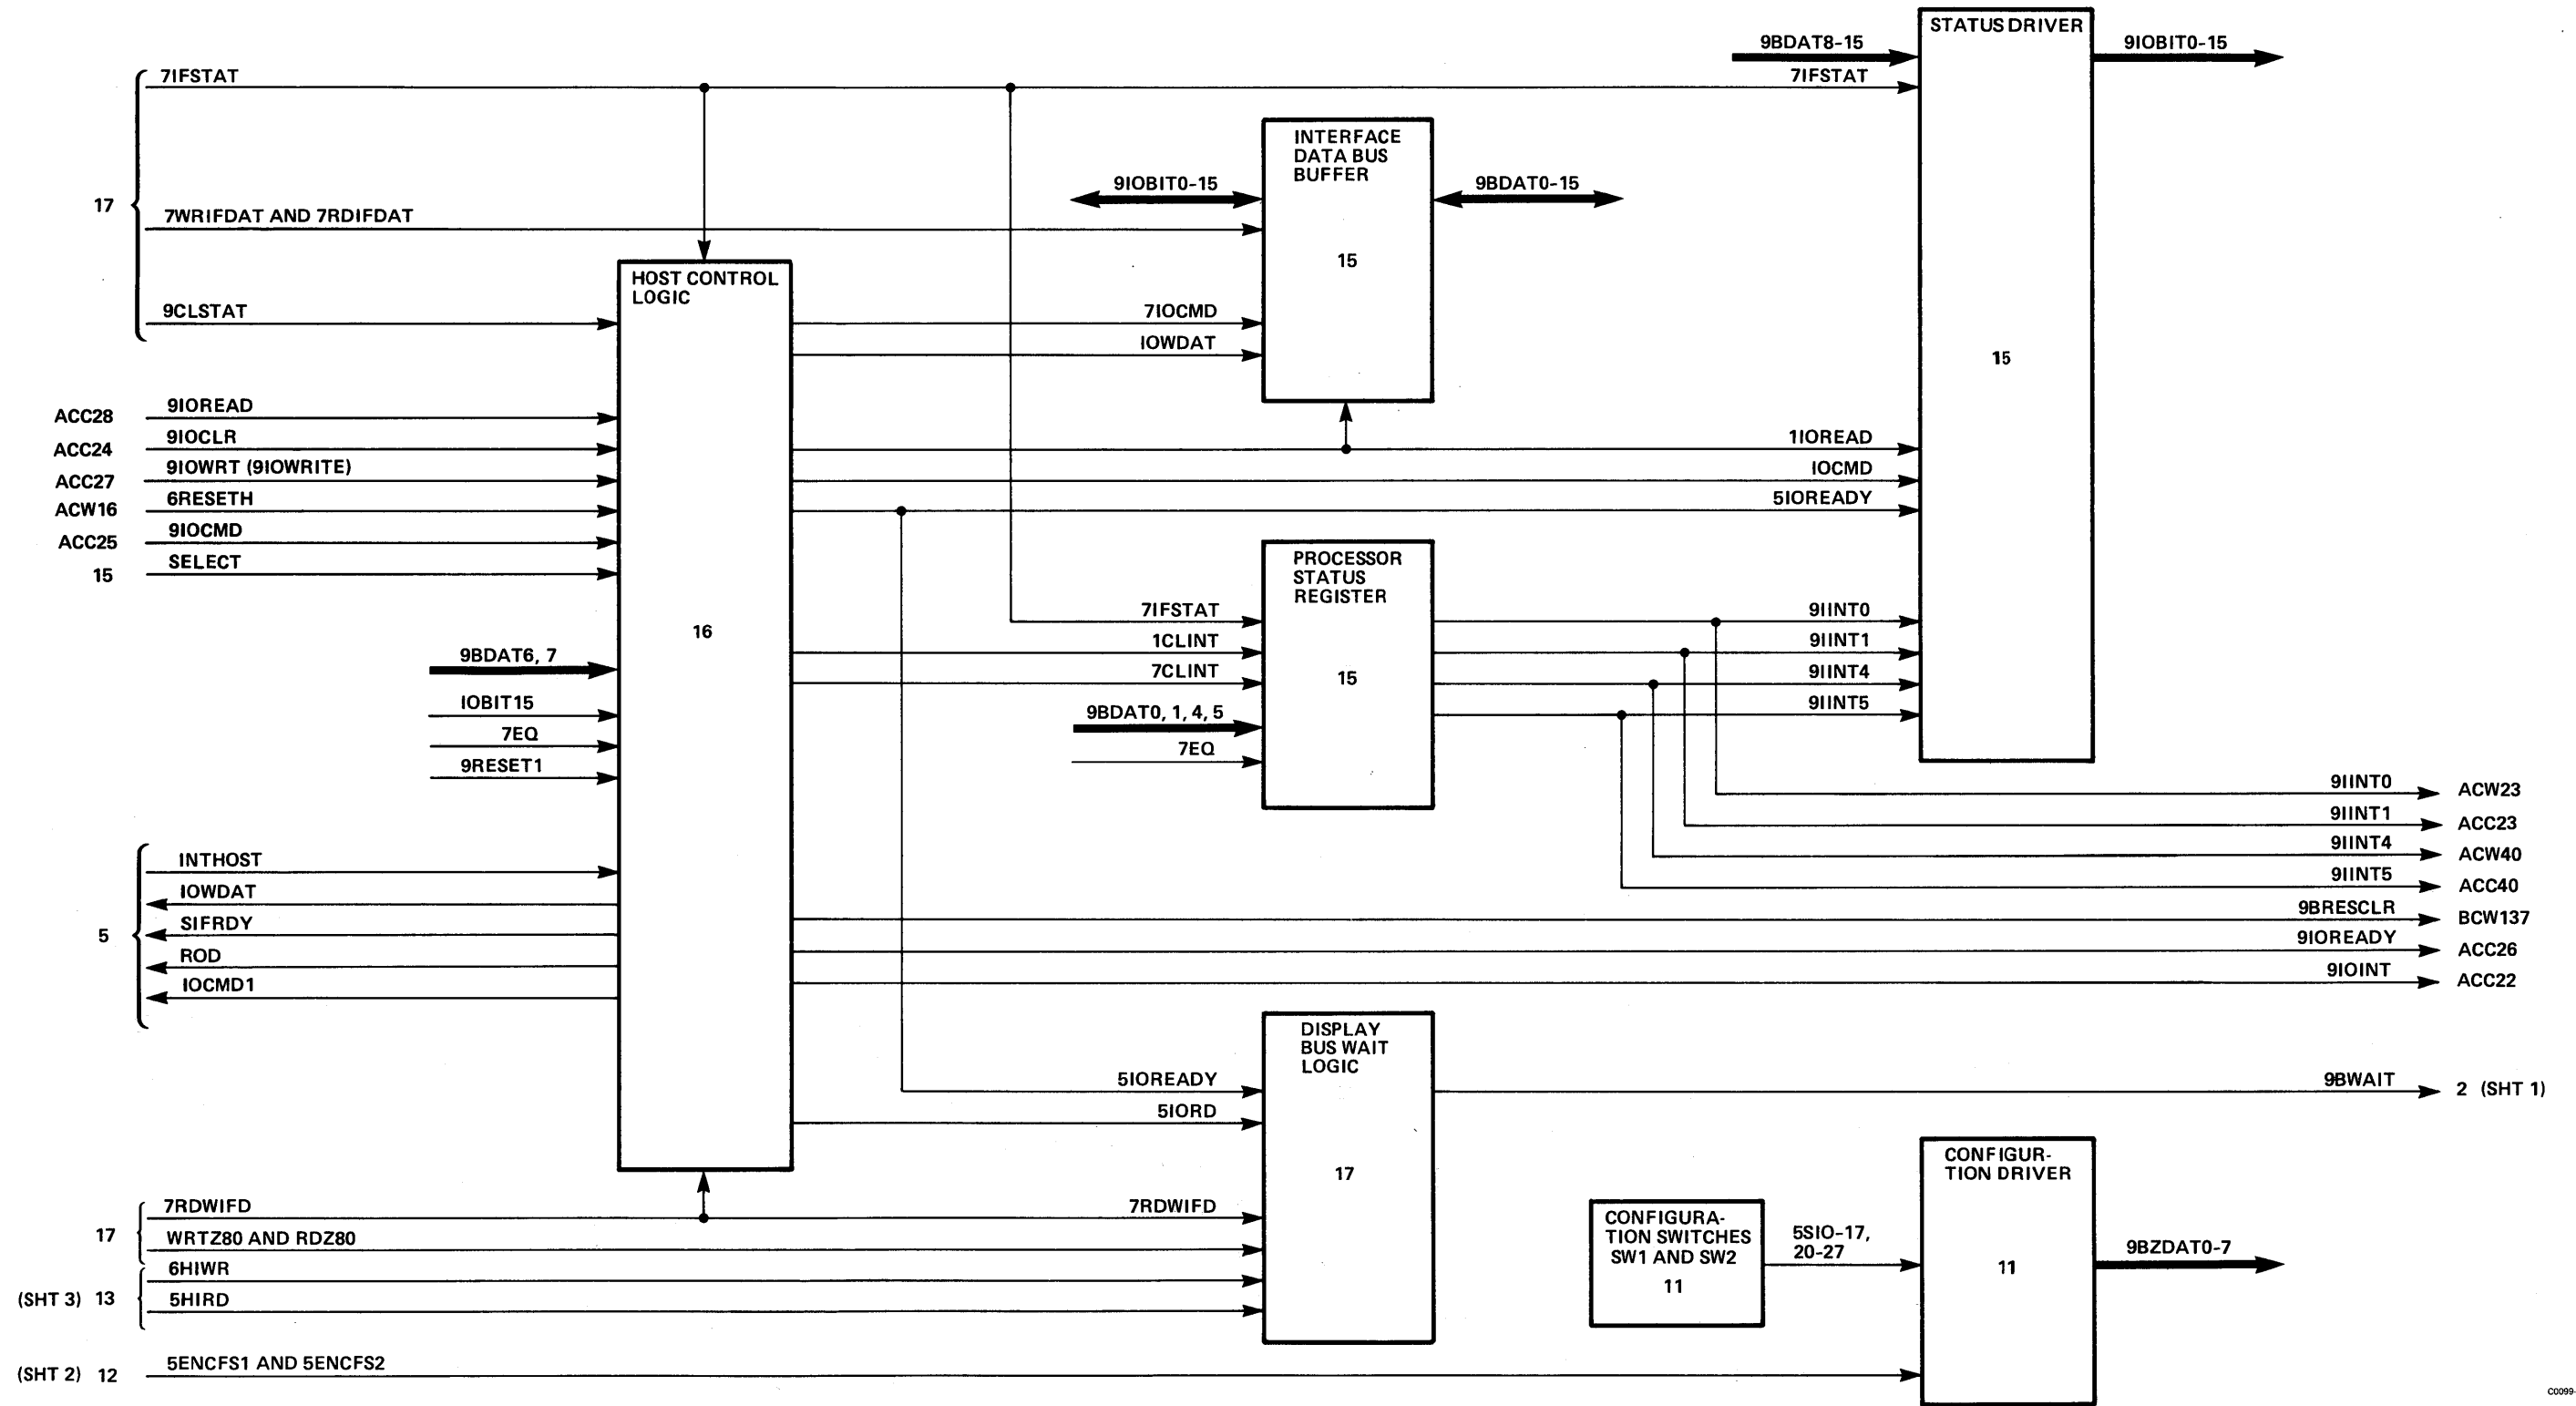 STATUS DRIVER
9BDAT8-15
9IOBIT0-15
7IFSTAT
7IFSTAT
15
INTERFACE
DATA BUS
BUFFER
9IOBIT0-15
9BDAT0-15
15
17
7WRIFDAT AND 7RDIFDAT
9CLSTAT
HOST CONTROL
LOGIC
16
7IOCMD
IOWDAT
ACC28
9IOREAD
ACC24
9IOCLR
ACC27
9IOWRT (9IOWRITE)
ACW16
6RESETH
ACC25
9IOCMD
15
SELECT
1IOREAD
IOCMD
5IOREADY
9BDAT6, 7
IOBIT15
7EQ
9RESET1
PROCESSOR
STATUS
REGISTER
15
7IFSTAT
1CLINT
7CLINT
9BDAT0, 1, 4, 5
7EQ
9IINT0
9IINT1
9IINT4
9IINT5
9IINT0
ACW23
9IINT1
ACC23
9IINT4
ACW40
9IINT5
ACC40
9BRESCLR
BCW137
9IOREADY
ACC26
9IOINT
ACC22
5
INTHOST
IOWDAT
SIFRDY
ROD
IOCMD1
DISPLAY
BUS WAIT
LOGIC
17
5IOREADY
5IORD
9BWAIT
2 (SHT 1)
17
7RDWIFD
7RDWIFD
WRTZ80 AND RDZ80
(SHT 3) 13
6HIWR
5HIRD
(SHT 2) 12
5ENCFS1 AND 5ENCFS2
CONFIGURA-
TION SWITCHES
SW1 AND SW2
11
5SIO-17,
20-27
CONFIGUR-
TION DRIVER
11
9BZDAT0-7
C0099-